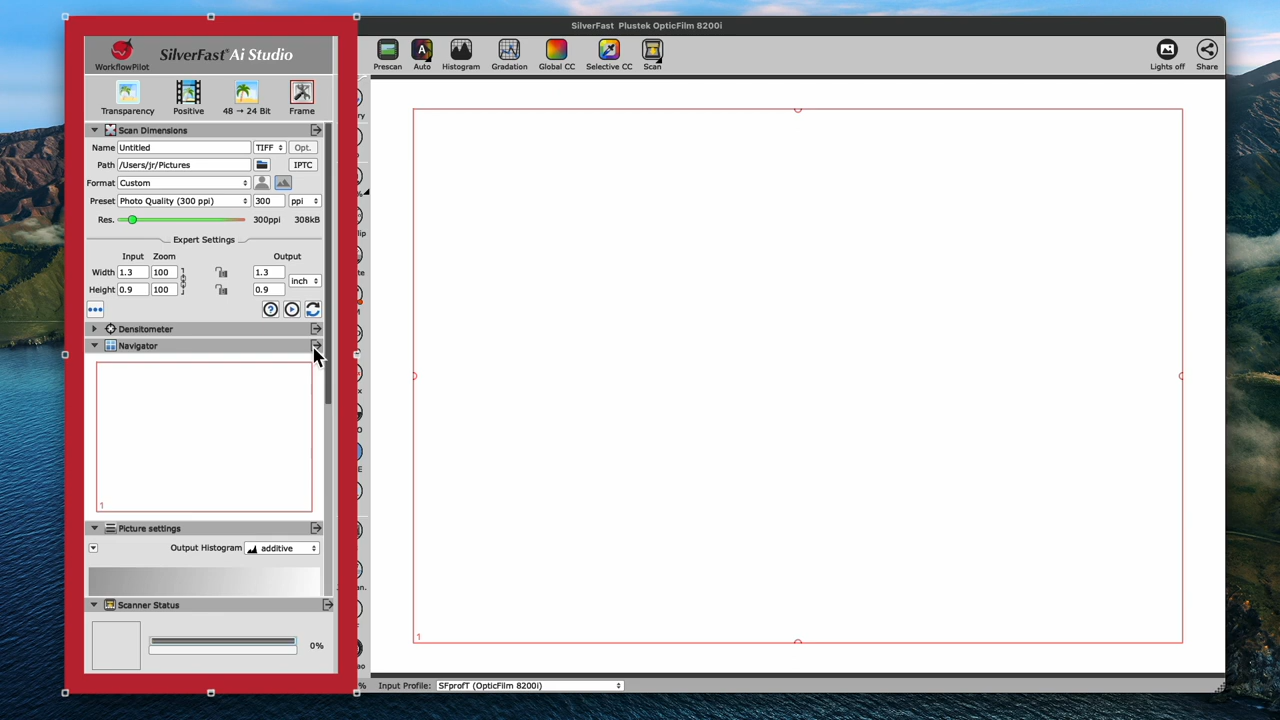 SilverFast Plustek OpticFilm 8200i
WorkflowPilot
SilverFast® Ai Studio
Prescan Auto Histogram Gradation Global CC Selective CC Scan Lights off Share
Transparency Positive 48 → 24 Bit Frame
Scan Dimensions
Name Untitled TIFF Opt.
Path /Users/jr/Pictures IPTC
Format Custom
Preset Photo Quality (300 ppi) 300 ppi
Res. 300ppi 308kB
Expert Settings
Input Zoom Output
Width 1.3 100 1.3
inch
Height 0.9 100 0.9
Densitometer
Navigator
1
Picture settings
Output Histogram additive
Scanner Status
0%
1
% Input Profile: SFprofT (OpticFilm 8200i)